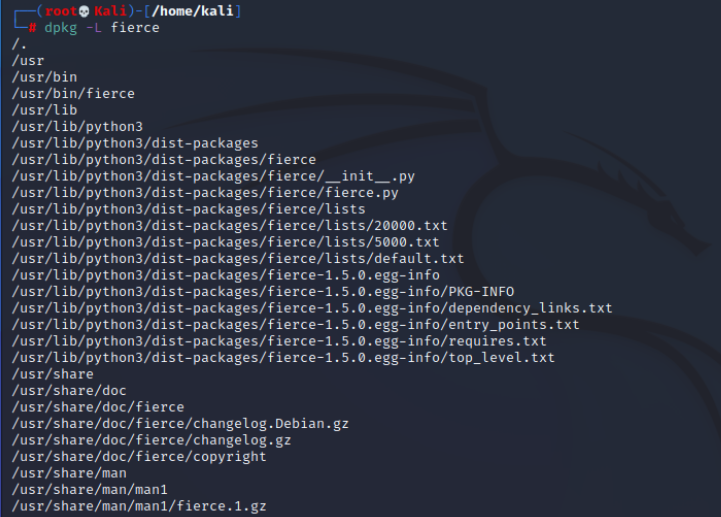 ┌──(root💀Kali)-[/home/kali]
└─# dpkg -L fierce
/.
/usr
/usr/bin
/usr/bin/fierce
/usr/lib
/usr/lib/python3
/usr/lib/python3/dist-packages
/usr/lib/python3/dist-packages/fierce
/usr/lib/python3/dist-packages/fierce/__init__.py
/usr/lib/python3/dist-packages/fierce/fierce.py
/usr/lib/python3/dist-packages/fierce/lists
/usr/lib/python3/dist-packages/fierce/lists/20000.txt
/usr/lib/python3/dist-packages/fierce/lists/5000.txt
/usr/lib/python3/dist-packages/fierce/lists/default.txt
/usr/lib/python3/dist-packages/fierce-1.5.0.egg-info
/usr/lib/python3/dist-packages/fierce-1.5.0.egg-info/PKG-INFO
/usr/lib/python3/dist-packages/fierce-1.5.0.egg-info/dependency_links.txt
/usr/lib/python3/dist-packages/fierce-1.5.0.egg-info/entry_points.txt
/usr/lib/python3/dist-packages/fierce-1.5.0.egg-info/requires.txt
/usr/lib/python3/dist-packages/fierce-1.5.0.egg-info/top_level.txt
/usr/share
/usr/share/doc
/usr/share/doc/fierce
/usr/share/doc/fierce/changelog.Debian.gz
/usr/share/doc/fierce/changelog.gz
/usr/share/doc/fierce/copyright
/usr/share/man
/usr/share/man/man1
/usr/share/man/man1/fierce.1.gz